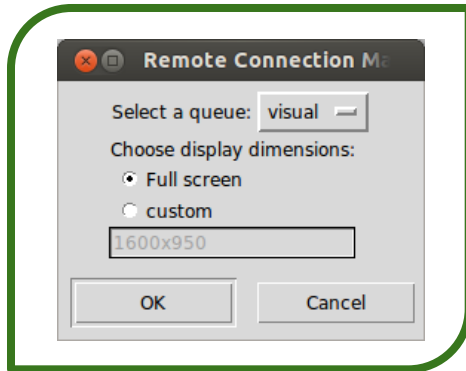 Remote Connection Ma
Select a queue: visual
Choose display dimensions:
Full screen
custom
1600x950
OK Cancel